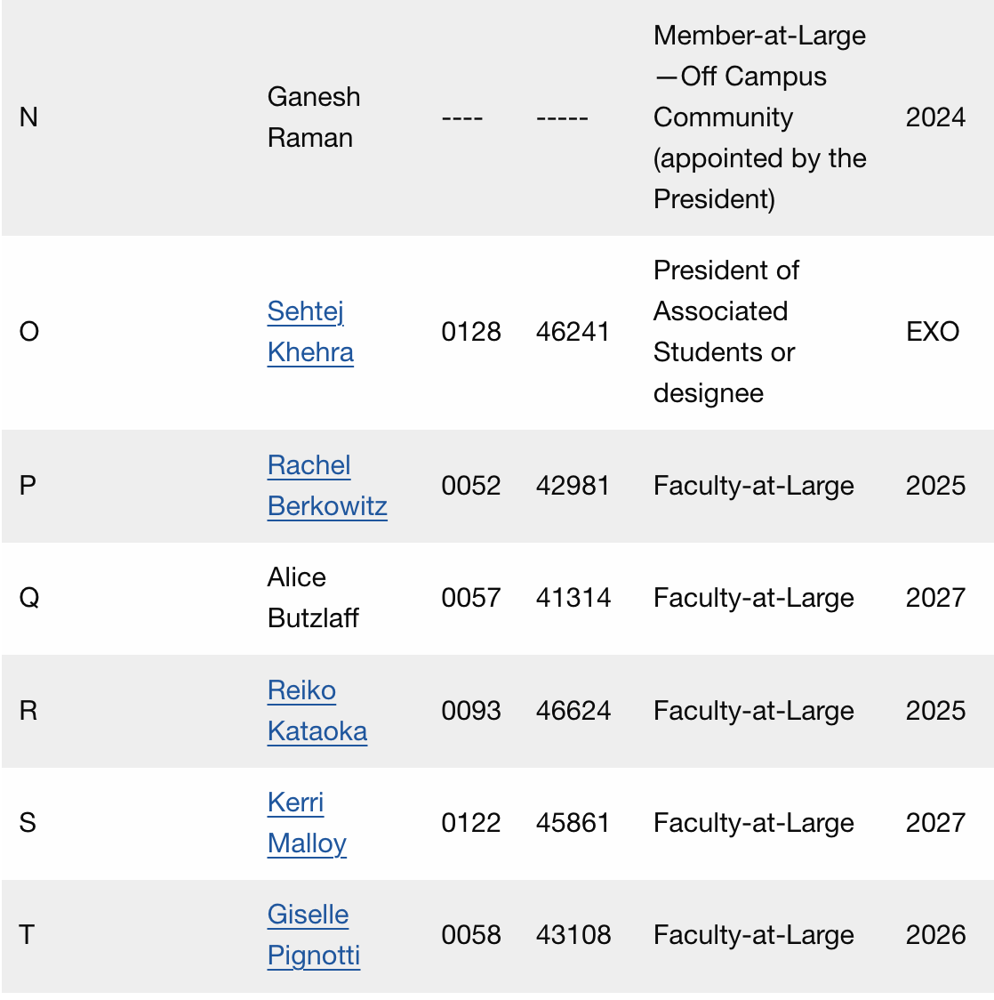 N
Ganesh
Raman
----
-----
Member-at-Large
—Off Campus
Community
(appointed by the
President)
2024
O
Sehtej
Khehra
0128
46241
President of
Associated
Students or
designee
EXO
P
Rachel
Berkowitz
0052
42981
Faculty-at-Large
2025
Q
Alice
Butzlaff
0057
41314
Faculty-at-Large
2027
R
Reiko
Kataoka
0093
46624
Faculty-at-Large
2025
S
Kerri
Malloy
0122
45861
Faculty-at-Large
2027
T
Giselle
Pignotti
0058
43108
Faculty-at-Large
2026